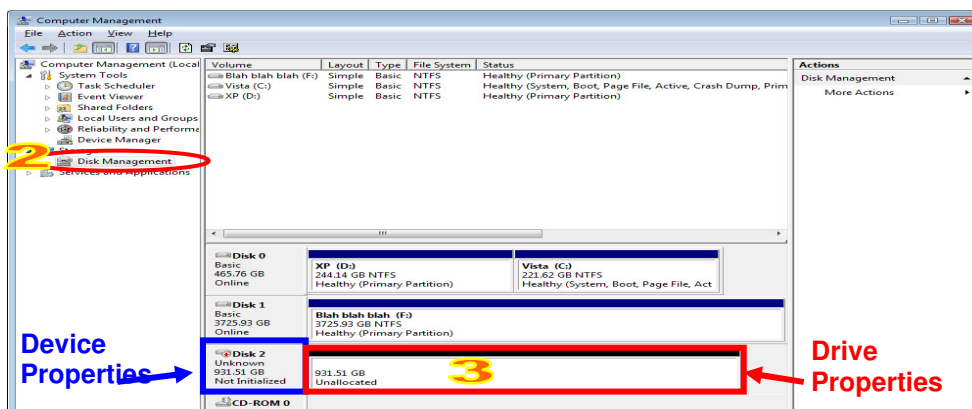 Computer Management
File Action View Help
Computer Management (Local
System Tools
Task Scheduler
Event Viewer
Shared Folders
Local Users and Groups
Reliability and Performa
Device Manager
2
Disk Management
Services and Applications
Volume Layout Type File System Status
Blah blah blah (F:) Simple Basic NTFS Healthy (Primary Partition)
Vista (C:) Simple Basic NTFS Healthy (System, Boot, Page File, Active, Crash Dump, Prim
XP (D:) Simple Basic NTFS Healthy (Primary Partition)
Actions
Disk Management
More Actions
Disk 0
Basic
465.76 GB
Online
XP (D:)
244.14 GB NTFS
Healthy (Primary Partition)
Vista (C:)
221.62 GB NTFS
Healthy (System, Boot, Page File, Act
Disk 1
Basic
3725.93 GB
Online
Blah blah blah (F:)
3725.93 GB NTFS
Healthy (Primary Partition)
Device
Properties
Disk 2
Unknown
931.51 GB
Not Initialized
931.51 GB
Unallocated
3
Drive
Properties
CD-ROM 0